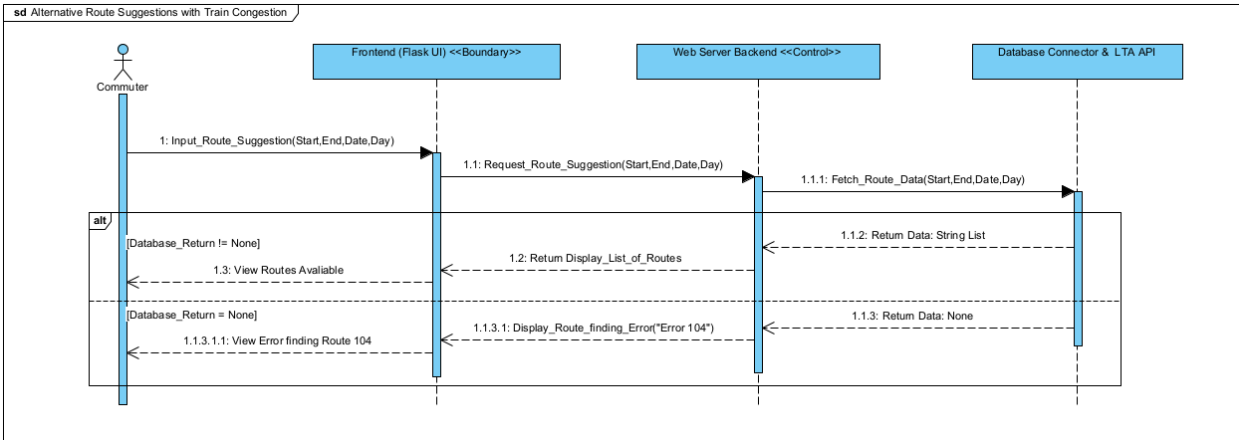 sd Alternative Route Suggestions with Train Congestion
Frontend (Flask UI) <<Boundary>>
Web Server Backend <<Control>>
Database Connector & LTA API
Commuter
1: Input_Route_Suggestion(Start,End,Date,Day)
1.1: Request_Route_Suggestion(Start,End,Date,Day)
1.1.1: Fetch_Route_Data(Start,End,Date,Day)
alt
[Database_Return != None]
1.1.2: Return Data: String List
1.2: Return Display_List_of_Routes
1.3: View Routes Avaliable
[Database_Return = None]
1.1.3: Return Data: None
1.1.3.1: Display_Route_finding_Error("Error 104")
1.1.3.1.1: View Error finding Route 104